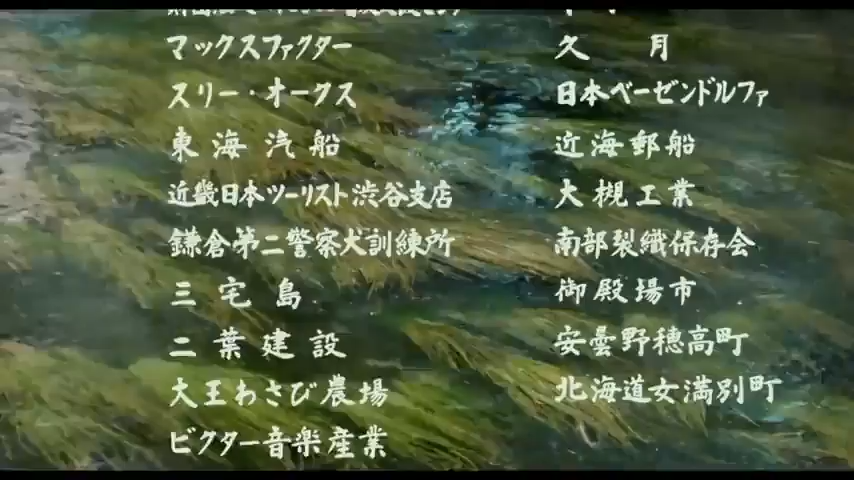 マックスファクター
スリー・オークス
東海汽船
近畿日本ツーリスト渋谷支店
鎌倉第二警察犬訓練所
三宅島
二葉建設
大王わさび農場
ビクター音楽産業
久月
日本ベーゼンドルファ
近海郵船
大槻工業
南部裂織保存会
御殿場市
安曇野穂高町
北海道女満別町